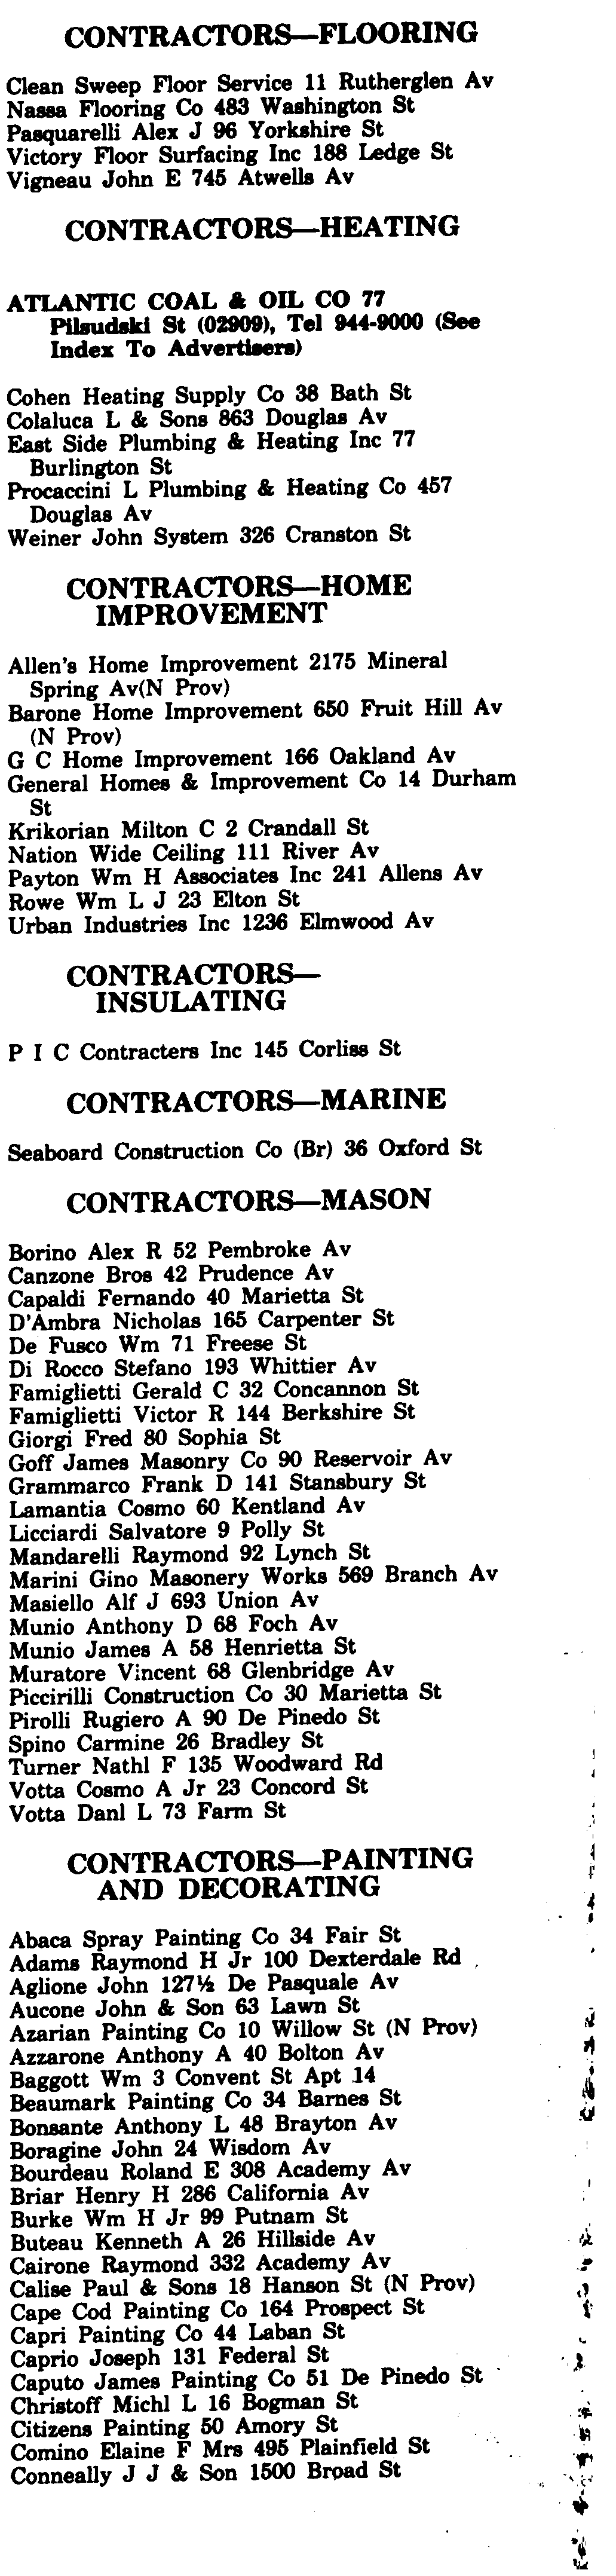 CONTRACTORS—FLOORING
Clean Sweep Floor Service 11 Rutherglen Av
Nassa Flooring Co 483 Washington St
Pasquarelli Alex J 96 Yorkshire St
Victory Floor Surfacing Inc 188 Ledge St
Vigneau John E 745 Atwells Av
CONTRACTORS—HEATING
ATLANTIC COAL & OIL CO 77
Pilsudski St (02909), Tel 944-9000 (See
Index To Advertisers)
Cohen Heating Supply Co 38 Bath St
Colaluca L & Sons 863 Douglas Av
East Side Plumbing & Heating Inc 77
Burlington St
Procaccini L Plumbing & Heating Co 457
Douglas Av
Weiner John System 326 Cranston St
CONTRACTORS—HOME
IMPROVEMENT
Allen's Home Improvement 2175 Mineral
Spring Av(N Prov)
Barone Home Improvement 650 Fruit Hill Av
(N Prov)
G C Home Improvement 166 Oakland Av
General Homes & Improvement Co 14 Durham
St
Krikorian Milton C 2 Crandall St
Nation Wide Ceiling 111 River Av
Payton Wm H Associates Inc 241 Allens Av
Rowe Wm L J 23 Elton St
Urban Industries Inc 1236 Elmwood Av
CONTRACTORS—
INSULATING
P I C Contracters Inc 145 Corliss St
CONTRACTORS—MARINE
Seaboard Construction Co (Br) 36 Oxford St
CONTRACTORS—MASON
Borino Alex R 52 Pembroke Av
Canzone Bros 42 Prudence Av
Capaldi Fernando 40 Marietta St
D'Ambra Nicholas 165 Carpenter St
De Fusco Wm 71 Freese St
Di Rocco Stefano 193 Whittier Av
Famiglietti Gerald C 32 Concannon St
Famiglietti Victor R 144 Berkshire St
Giorgi Fred 80 Sophia St
Goff James Masonry Co 90 Reservoir Av
Grammarco Frank D 141 Stansbury St
Lamantia Cosmo 60 Kentland Av
Licciardi Salvatore 9 Polly St
Mandarelli Raymond 92 Lynch St
Marini Gino Masonery Works 569 Branch Av
Masiello Alf J 693 Union Av
Munio Anthony D 68 Foch Av
Munio James A 58 Henrietta St
Muratore Vincent 68 Glenbridge Av
Piccirilli Construction Co 30 Marietta St
Pirolli Rugiero A 90 De Pinedo St
Spino Carmine 26 Bradley St
Turner Nathl F 135 Woodward Rd
Votta Cosmo A Jr 23 Concord St
Votta Danl L 73 Farm St
CONTRACTORS—PAINTING
AND DECORATING
Abaca Spray Painting Co 34 Fair St
Adams Raymond H Jr 100 Dexterdale Rd
Aglione John 127½ De Pasquale Av
Aucone John & Son 63 Lawn St
Azarian Painting Co 10 Willow St (N Prov)
Azzarone Anthony A 40 Bolton Av
Baggott Wm 3 Convent St Apt 14
Beaumark Painting Co 34 Barnes St
Bonsante Anthony L 48 Brayton Av
Boragine John 24 Wisdom Av
Bourdeau Roland E 308 Academy Av
Briar Henry H 286 California Av
Burke Wm H Jr 99 Putnam St
Buteau Kenneth A 26 Hillside Av
Cairone Raymond 332 Academy Av
Calise Paul & Sons 18 Hanson St (N Prov)
Cape Cod Painting Co 164 Prospect St
Capri Painting Co 44 Laban St
Caprio Joseph 131 Federal St
Caputo James Painting Co 51 De Pinedo St
Christoff Michl L 16 Bogman St
Citizens Painting 50 Amory St
Comino Elaine F Mrs 495 Plainfield St
Conneally J J & Son 1500 Broad St